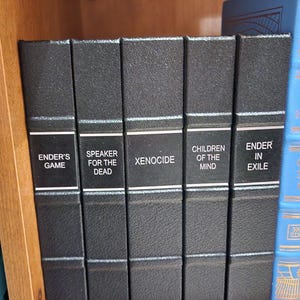 ENDER'S
GAME
SPEAKER
FOR THE
DEAD
XENOCIDE
CHILDREN
OF THE
MIND
ENDER
IN
EXILE